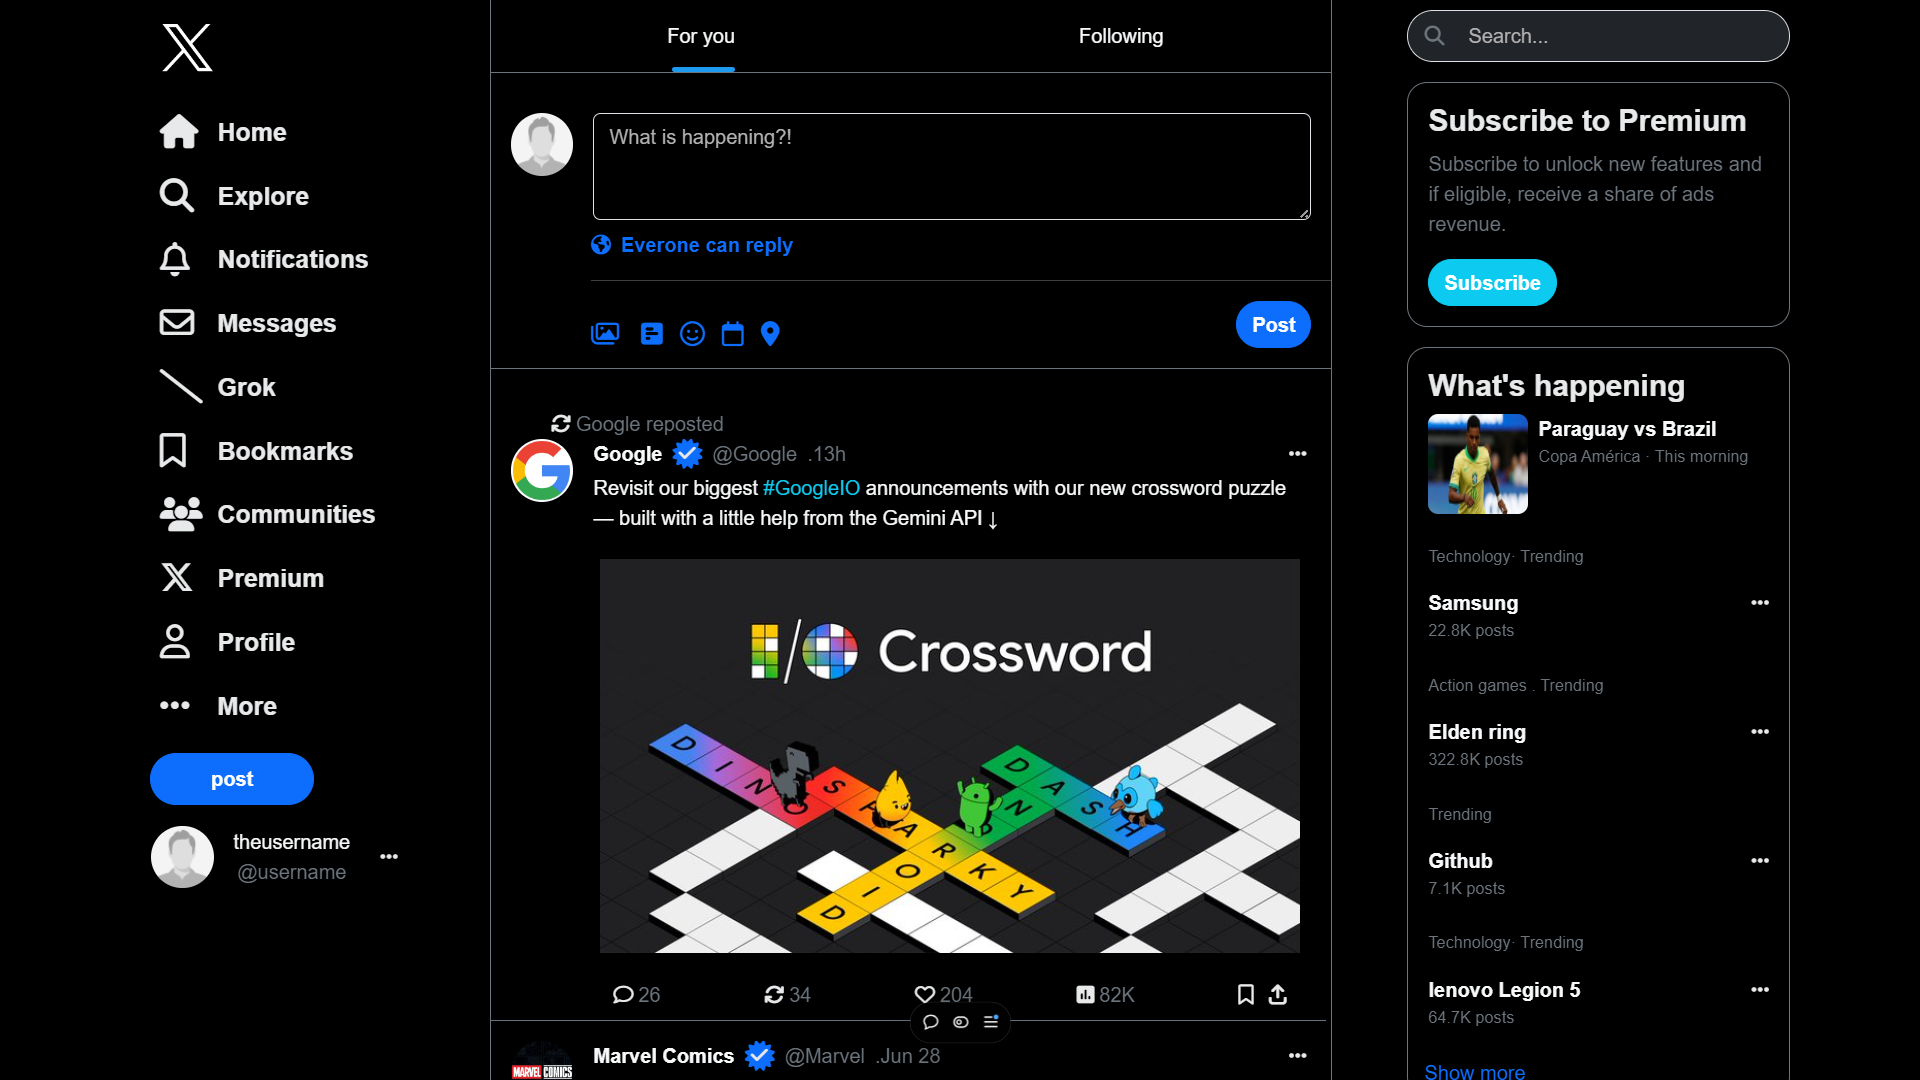 Home
Explore
Notifications
Messages
Grok
Bookmarks
Communities
Premium
Profile
More
post
theusername
@username
For you
Following
What is happening?!
Everone can reply
Post
Google reposted
Google @Google .13h
Revisit our biggest #GoogleIO announcements with our new crossword puzzle
— built with a little help from the Gemini API ↓
I/O Crossword
DINO
SPARKY
DASH
DROID
26 34 204 82K
Marvel Comics @Marvel .Jun 28
MARVEL COMICS
Search...
Subscribe to Premium
Subscribe to unlock new features and
if eligible, receive a share of ads
revenue.
Subscribe
What's happening
Paraguay vs Brazil
Copa América · This morning
Technology· Trending
Samsung
22.8K posts
Action games . Trending
Elden ring
322.8K posts
Trending
Github
7.1K posts
Technology· Trending
lenovo Legion 5
64.7K posts
Show more